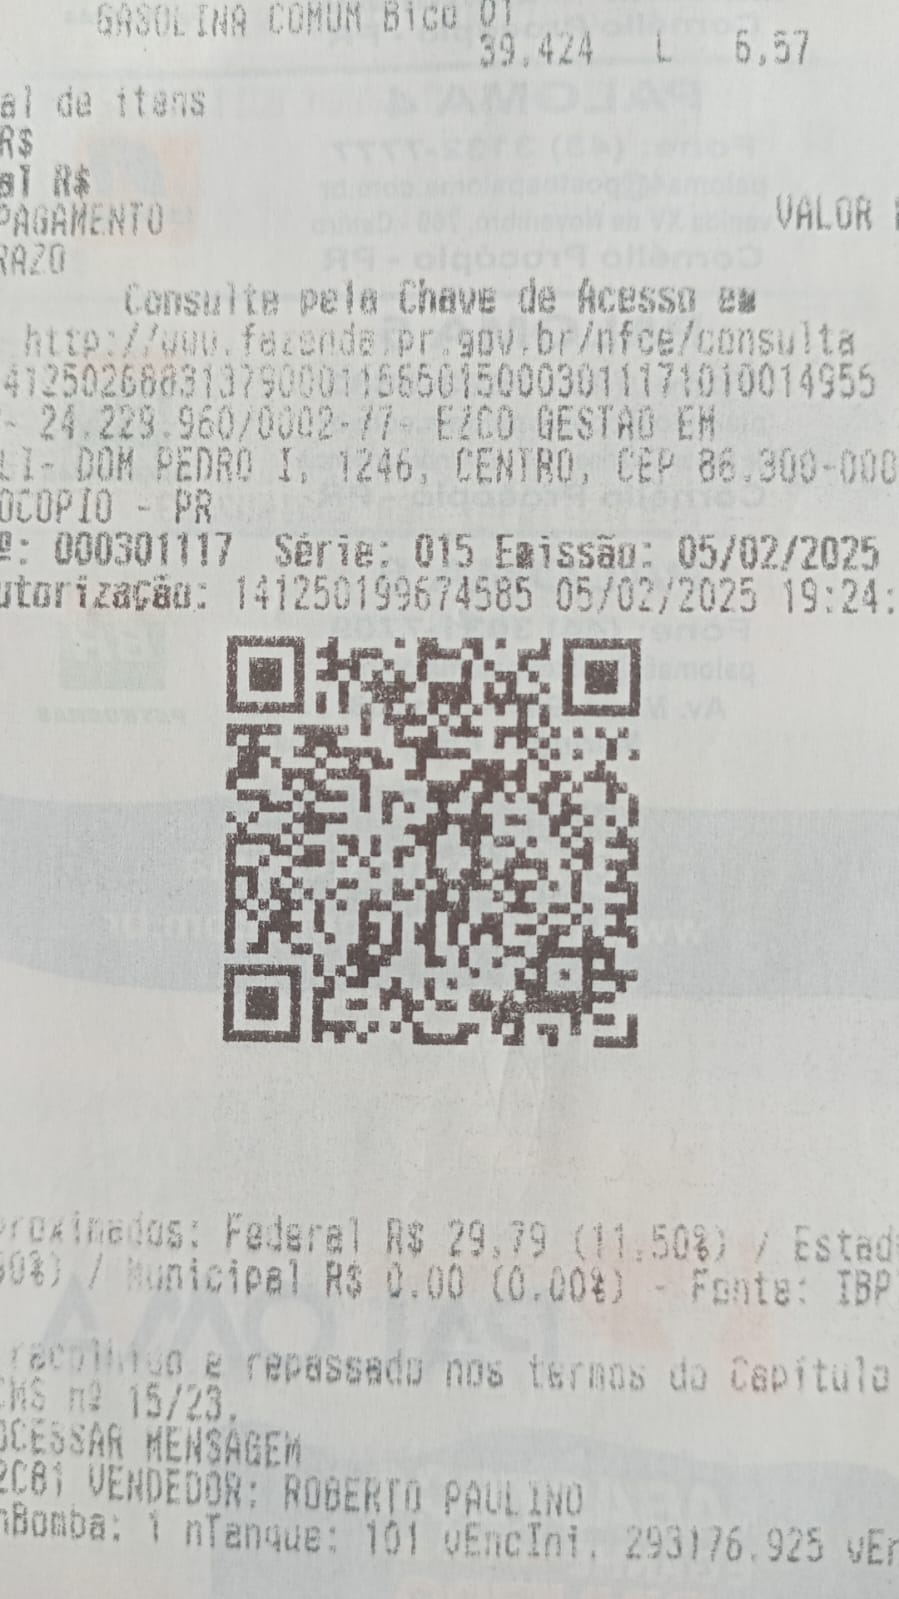 GASOLINA COMUM Bico 01
39,424 L 6,57
al de itens
R$
al R$
PAGAMENTO VALOR
RAZO
Consulte pela Chave de Acesso em
http://www.fazenda.pr.gov.br/nfce/consulta
41250268831379000116650150003011171010014955
- 24.229.960/0002-77- EZCO GESTAO EM
LI- DOM PEDRO I, 1246, CENTRO, CEP 86.300-000
OCOPIO - PR
º: 000301117 Série: 015 Emissão: 05/02/2025
utorização: 141250199674585 05/02/2025 19:24:
proximados: Federal R$ 29,79 (11,50%) / Estad
50%) / Municipal R$ 0.00 (0.00%) - Fonte: IBP
recolhido e repassado nos termos do Capítulo
CMS nº 15/23.
OCESSAR MENSAGEM
2C81 VENDEDOR: ROBERTO PAULINO
nBomba: 1 nTanque: 101 vEncIni. 293176.925 vEn